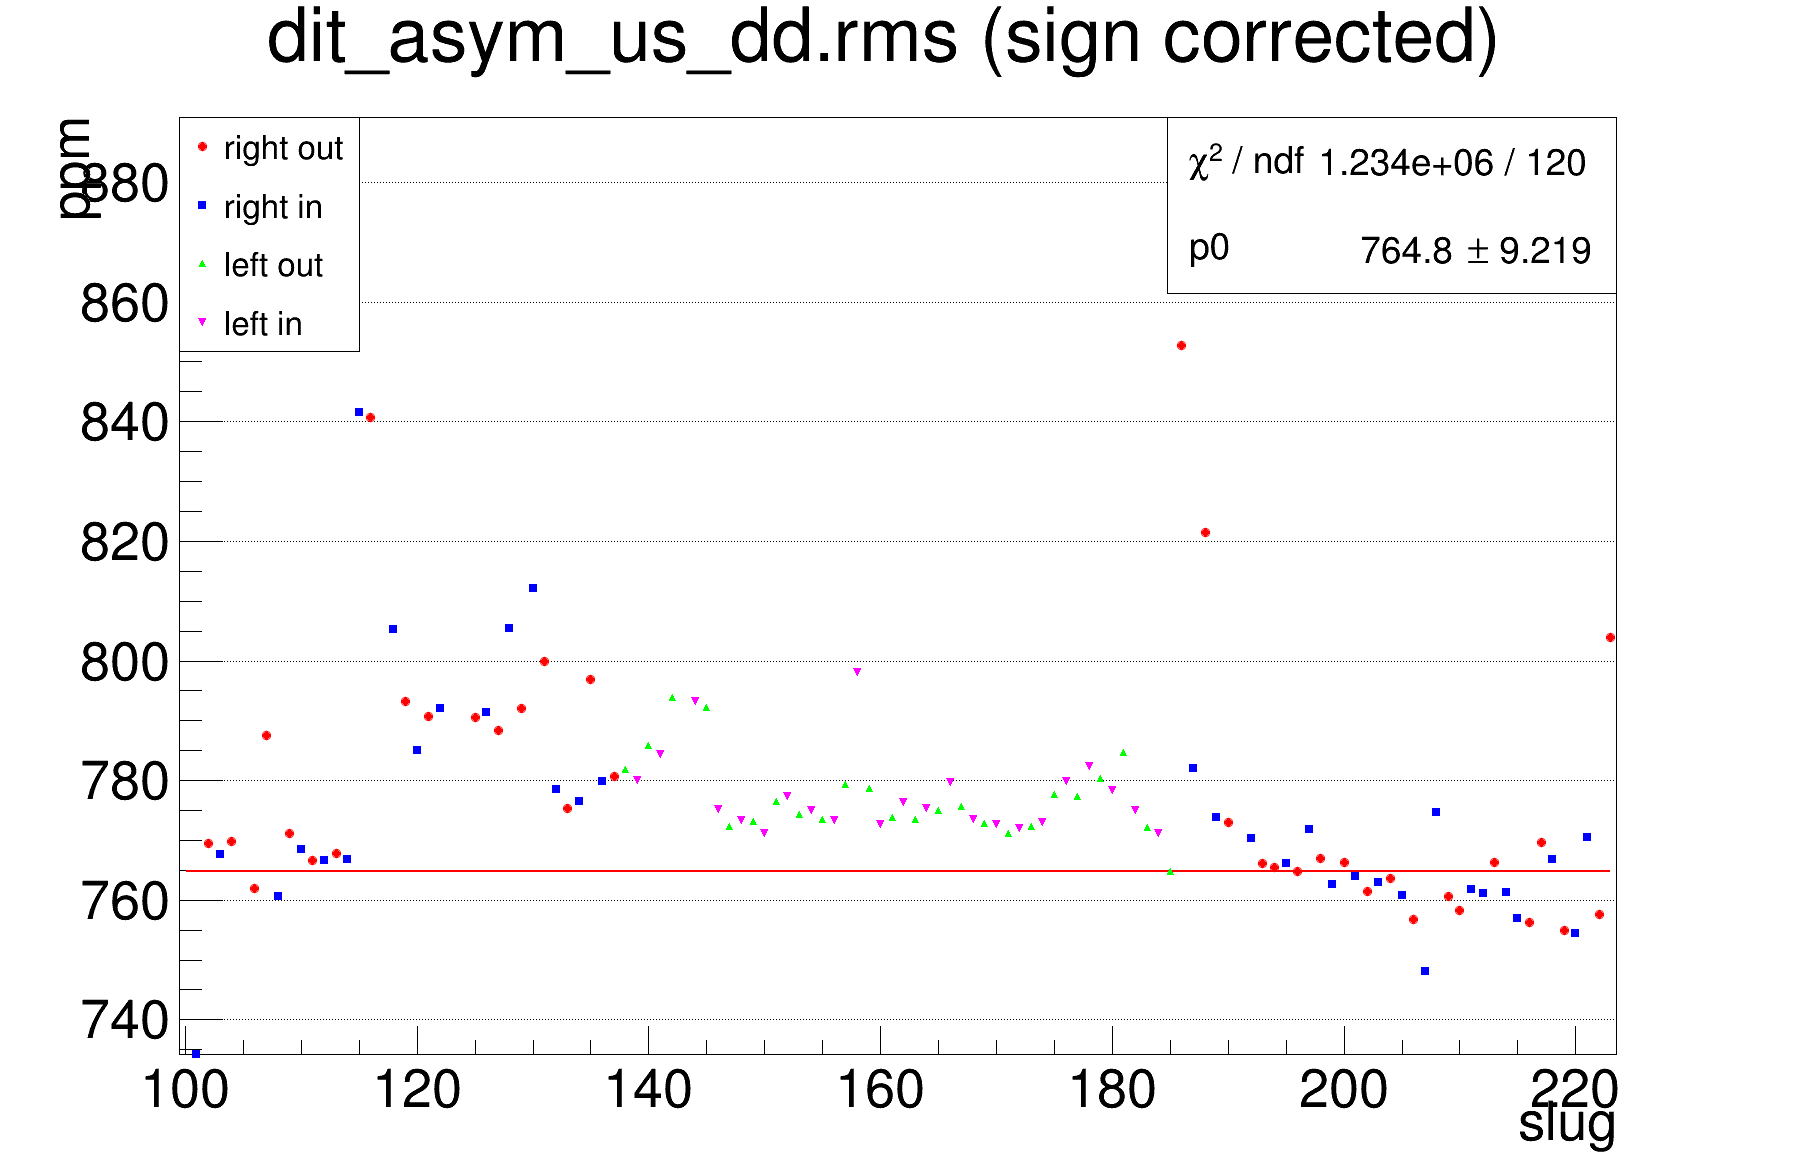 dit_asym_us_dd.rms (sign corrected)
ppm
right out
right in
left out
left in
χ² / ndf 1.234e+06 / 120
p0 764.8 ± 9.219
880
860
840
820
800
780
760
740
100 120 140 160 180 200 220
slug